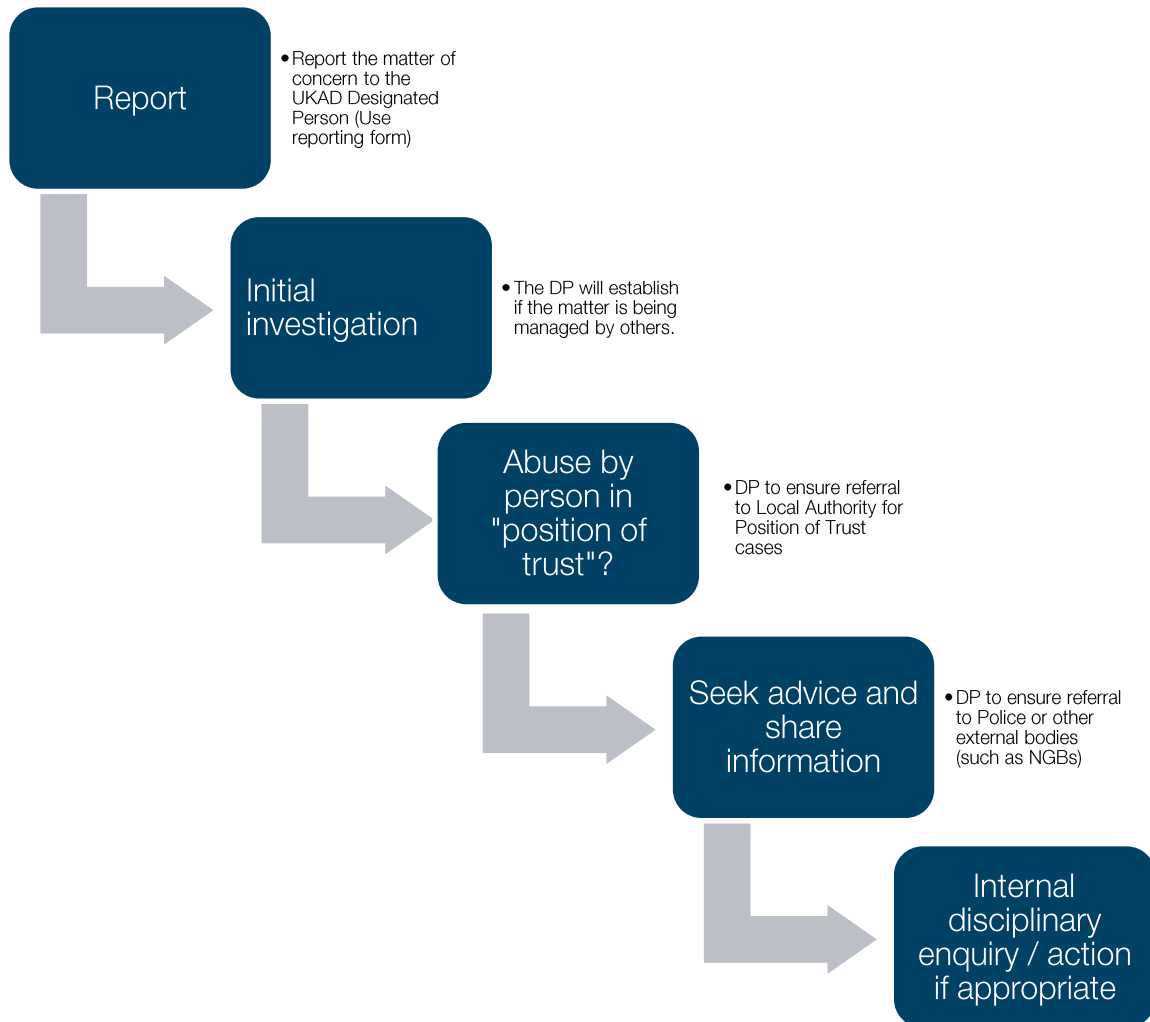 Report
• Report the matter of
concern to the
UKAD Designated
Person (Use
reporting form)
Initial
investigation
• The DP will establish
if the matter is being
managed by others.
Abuse by
person in
"position of
trust"?
• DP to ensure referral
to Local Authority for
Position of Trust
cases
Seek advice and
share
information
• DP to ensure referral
to Police or other
external bodies
(such as NGBs)
Internal
disciplinary
enquiry / action
if appropriate